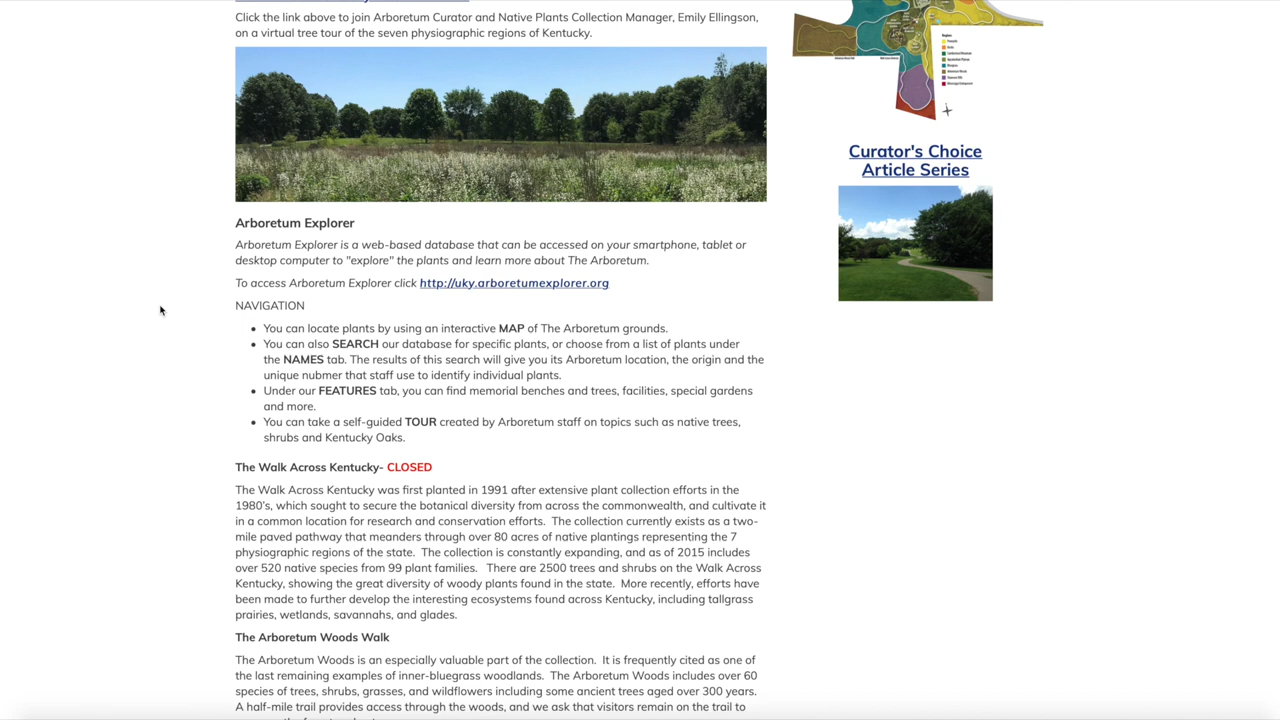 Click the link above to join Arboretum Curator and Native Plants Collection Manager, Emily Ellingson,
on a virtual tree tour of the seven physiographic regions of Kentucky.
Arboretum Explorer
Arboretum Explorer is a web-based database that can be accessed on your smartphone, tablet or
desktop computer to "explore" the plants and learn more about The Arboretum.
To access Arboretum Explorer click http://uky.arboretumexplorer.org
NAVIGATION
• You can locate plants by using an interactive MAP of The Arboretum grounds.
• You can also SEARCH our database for specific plants, or choose from a list of plants under
the NAMES tab. The results of this search will give you its Arboretum location, the origin and the
unique nubmer that staff use to identify individual plants.
• Under our FEATURES tab, you can find memorial benches and trees, facilities, special gardens
and more.
• You can take a self-guided TOUR created by Arboretum staff on topics such as native trees,
shrubs and Kentucky Oaks.
The Walk Across Kentucky- CLOSED
The Walk Across Kentucky was first planted in 1991 after extensive plant collection efforts in the
1980's, which sought to secure the botanical diversity from across the commonwealth, and cultivate it
in a common location for research and conservation efforts.  The collection currently exists as a two-
mile paved pathway that meanders through over 80 acres of native plantings representing the 7
physiographic regions of the state.  The collection is constantly expanding, and as of 2015 includes
over 520 native species from 99 plant families.   There are 2500 trees and shrubs on the Walk Across
Kentucky, showing the great diversity of woody plants found in the state.  More recently, efforts have
been made to further develop the interesting ecosystems found across Kentucky, including tallgrass
prairies, wetlands, savannahs, and glades.
The Arboretum Woods Walk
The Arboretum Woods is an especially valuable part of the collection.  It is frequently cited as one of
the last remaining examples of inner-bluegrass woodlands.  The Arboretum Woods includes over 60
species of trees, shrubs, grasses, and wildflowers including some ancient trees aged over 300 years.
A half-mile trail provides access through the woods, and we ask that visitors remain on the trail to
Curator's Choice
Article Series